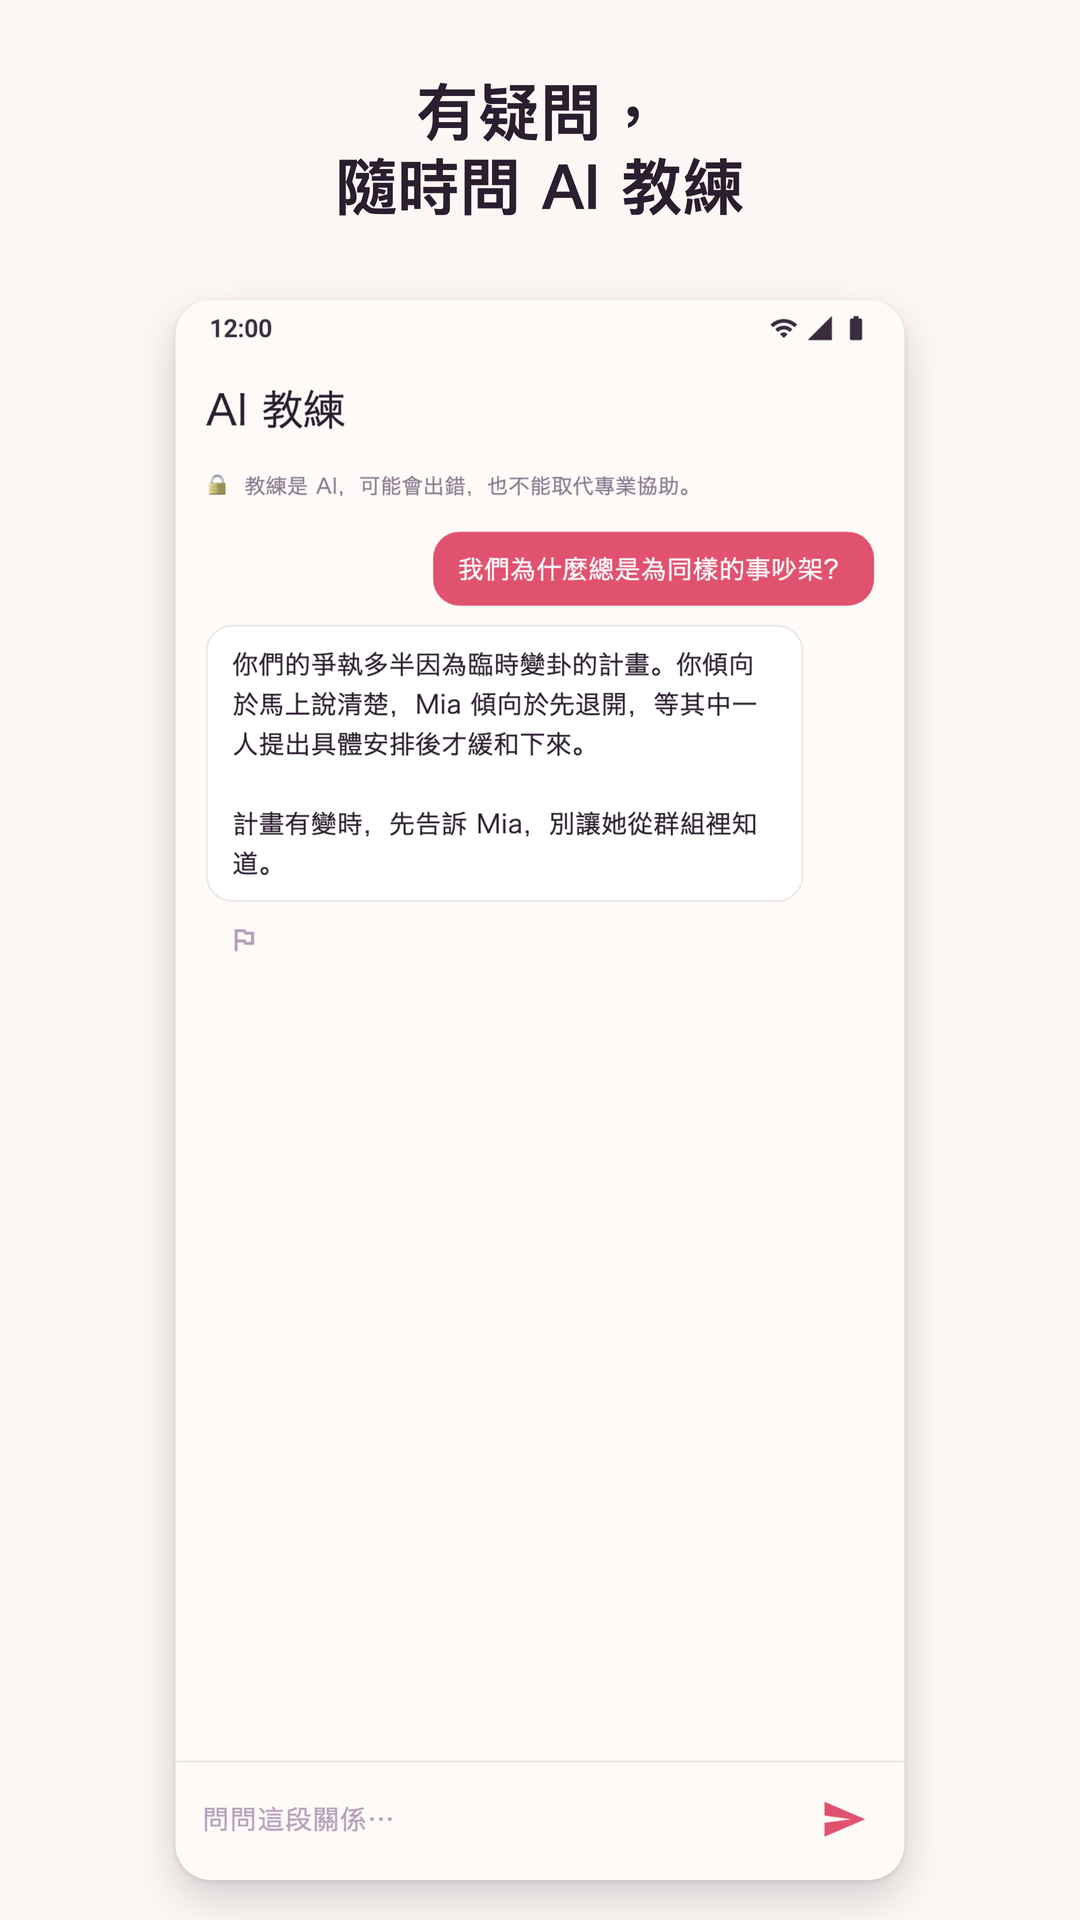 有疑問，
隨時問 AI 教練
12:00
AI 教練
🔒 教練是 AI，可能會出錯，也不能取代專業協助。
我們為什麼總是為同樣的事吵架？
你們的爭執多半因為臨時變卦的計畫。你傾向
於馬上說清楚，Mia 傾向於先退開，等其中一
人提出具體安排後才緩和下來。
計畫有變時，先告訴 Mia，別讓她從群組裡知
道。
問問這段關係⋯